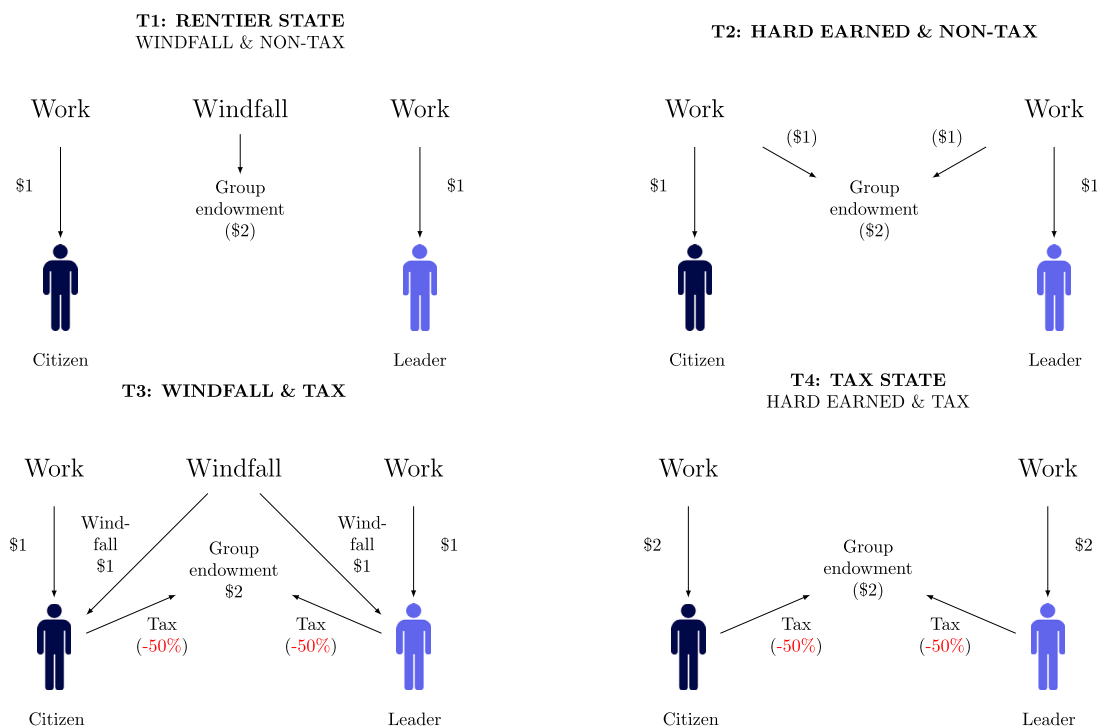 T1: RENTIER STATE
WINDFALL & NON-TAX
Work
Windfall
Work
$1
Group
endowment
($2)
$1
Citizen
Leader
T2: HARD EARNED & NON-TAX
Work
Work
($1)
($1)
$1
Group
endowment
($2)
$1
Citizen
Leader
T3: WINDFALL & TAX
Work
Windfall
Work
$1
Wind-
fall
$1
Group
endowment
$2
Wind-
fall
$1
$1
Tax
(-50%)
Tax
(-50%)
Citizen
Leader
T4: TAX STATE
HARD EARNED & TAX
Work
Work
$2
Group
endowment
($2)
$2
Tax
(-50%)
Tax
(-50%)
Citizen
Leader